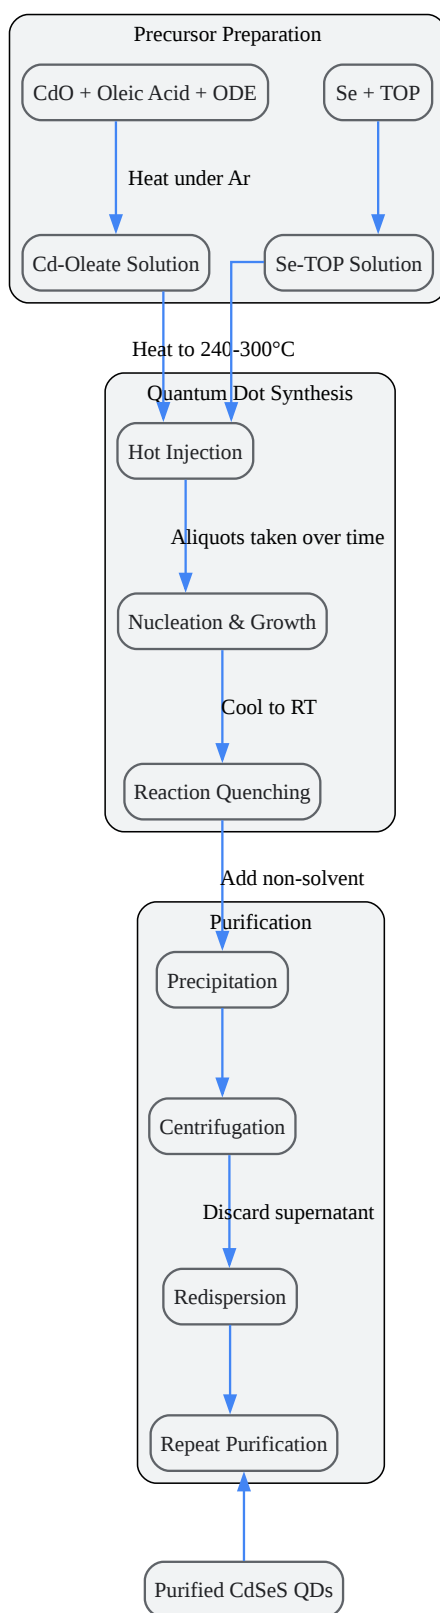 Precursor Preparation
CdO + Oleic Acid + ODE
Se + TOP
Heat under Ar
Cd-Oleate Solution
Se-TOP Solution
Heat to 240-300°C
Quantum Dot Synthesis
Hot Injection
Aliquots taken over time
Nucleation & Growth
Cool to RT
Reaction Quenching
Add non-solvent
Purification
Precipitation
Centrifugation
Discard supernatant
Redispersion
Repeat Purification
Purified CdSeS QDs